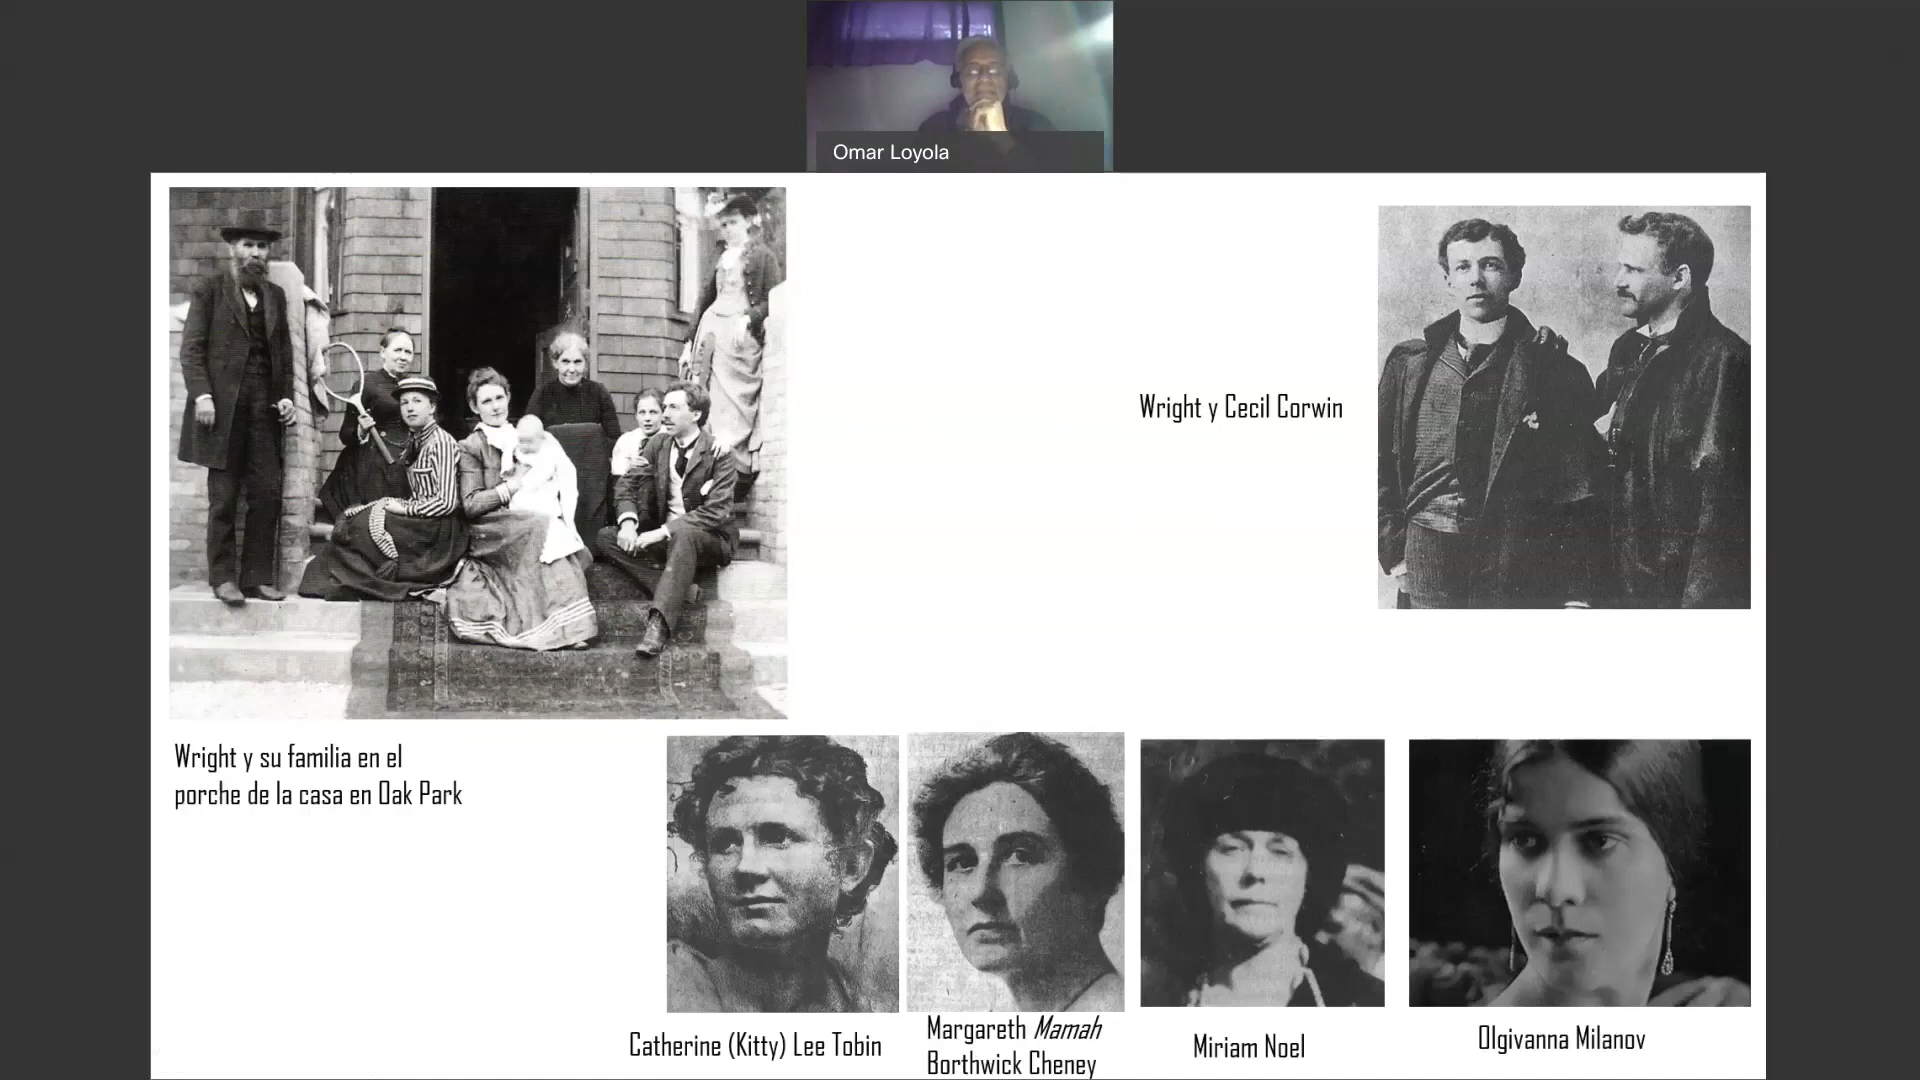 Omar Loyola
Wright y Cecil Corwin
Wright y su familia en el
porche de la casa en Oak Park
Catherine (Kitty) Lee Tobin
Margareth Mamah
Borthwick Cheney
Miriam Noel
Olgivanna Milanov